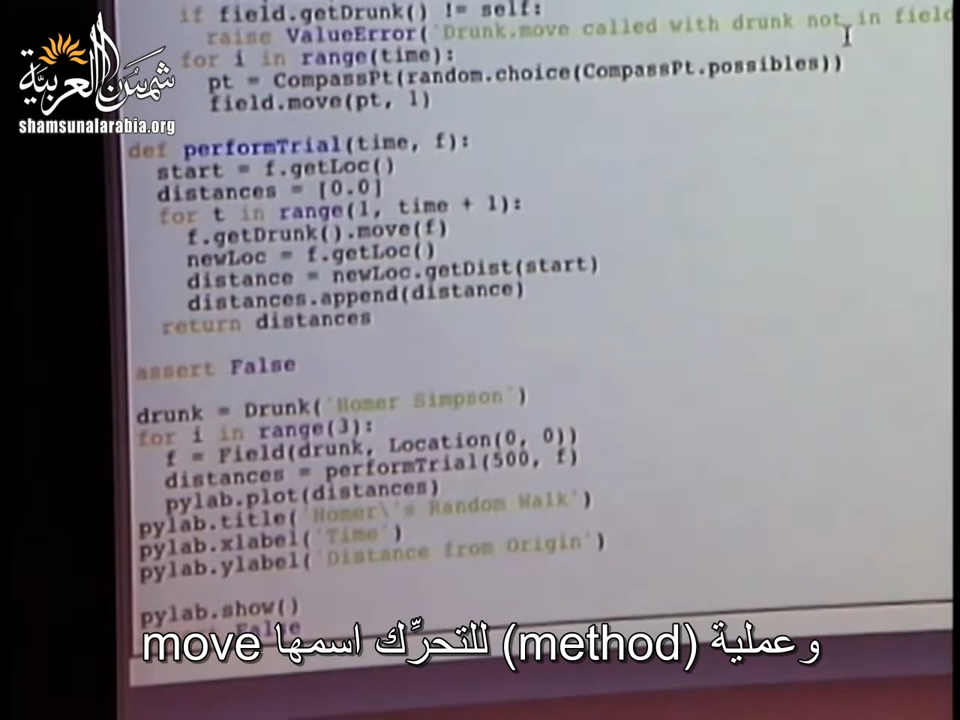 شمس العربية
shamsunalarabia.org
if field.getDrunk() != self:
raise ValueError('Drunk.move called with drunk not in field
for i in range(time):
pt = CompassPt(random.choice(CompassPt.possibles))
field.move(pt, 1)
def performTrial(time, f):
start = f.getLoc()
distances = [0.0]
for t in range(1, time + 1):
f.getDrunk().move(f)
newLoc = f.getLoc()
distance = newLoc.getDist(start)
distances.append(distance)
return distances
assert False
drunk = Drunk('Homer Simpson')
for i in range(3):
f = Field(drunk, Location(0, 0))
distances = performTrial(500, f)
pylab.plot(distances)
pylab.title('Homer\'s Random Walk')
pylab.xlabel('Time')
pylab.ylabel('Distance from Origin')
pylab.show()
False
وعملية (method) للتحرِّك اسمها move